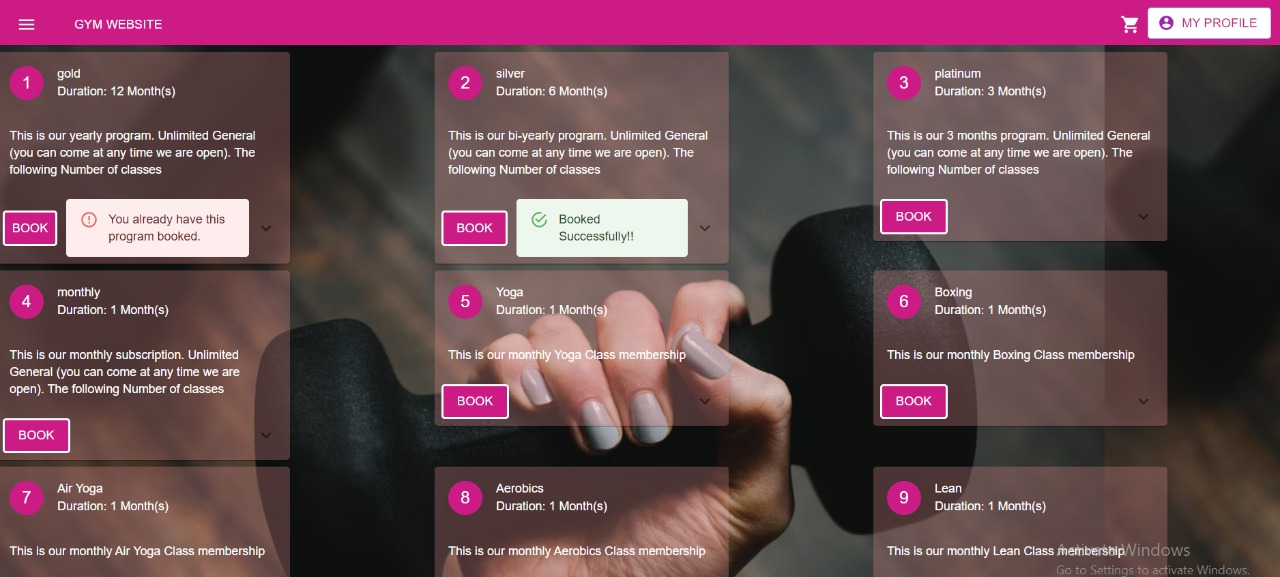 GYM WEBSITE
MY PROFILE
1
gold
Duration: 12 Month(s)
This is our yearly program. Unlimited General
(you can come at any time we are open). The
following Number of classes
BOOK
You already have this
program booked.
2
silver
Duration: 6 Month(s)
This is our bi-yearly program. Unlimited General
(you can come at any time we are open). The
following Number of classes
BOOK
Booked
Successfully!!
3
platinum
Duration: 3 Month(s)
This is our 3 months program. Unlimited General
(you can come at any time we are open). The
following Number of classes
BOOK
4
monthly
Duration: 1 Month(s)
This is our monthly subscription. Unlimited
General (you can come at any time we are
open). The following Number of classes
BOOK
5
Yoga
Duration: 1 Month(s)
This is our monthly Yoga Class membership
BOOK
6
Boxing
Duration: 1 Month(s)
This is our monthly Boxing Class membership
BOOK
7
Air Yoga
Duration: 1 Month(s)
This is our monthly Air Yoga Class membership
8
Aerobics
Duration: 1 Month(s)
This is our monthly Aerobics Class membership
9
Lean
Duration: 1 Month(s)
This is our monthly Lean Class membership
Activate Windows
Go to Settings to activate Windows.